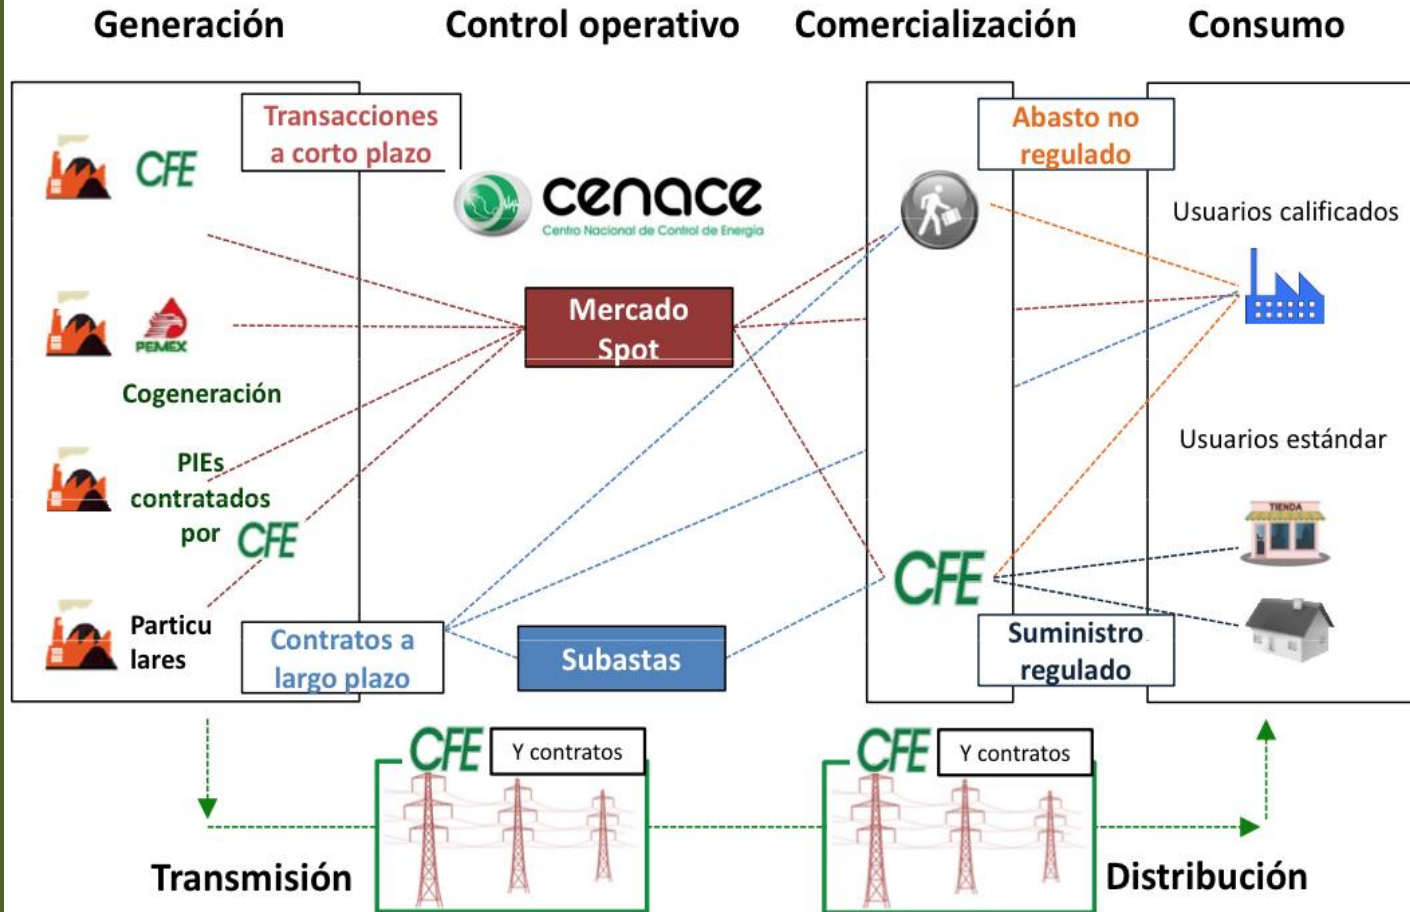 Generación
Control operativo
Comercialización
Consumo
Transacciones
a corto plazo
CFE
cenace
Centro Nacional de Control de Energía
Abasto no
regulado
Usuarios calificados
PEMEX
Mercado
Spot
Cogeneración
PIEs
contratados
por
CFE
Usuarios estándar
TIENDA
CFE
Particu
lares
Contratos a
largo plazo
Subastas
Suministro
regulado
CFE
Y contratos
CFE
Y contratos
Transmisión
Distribución